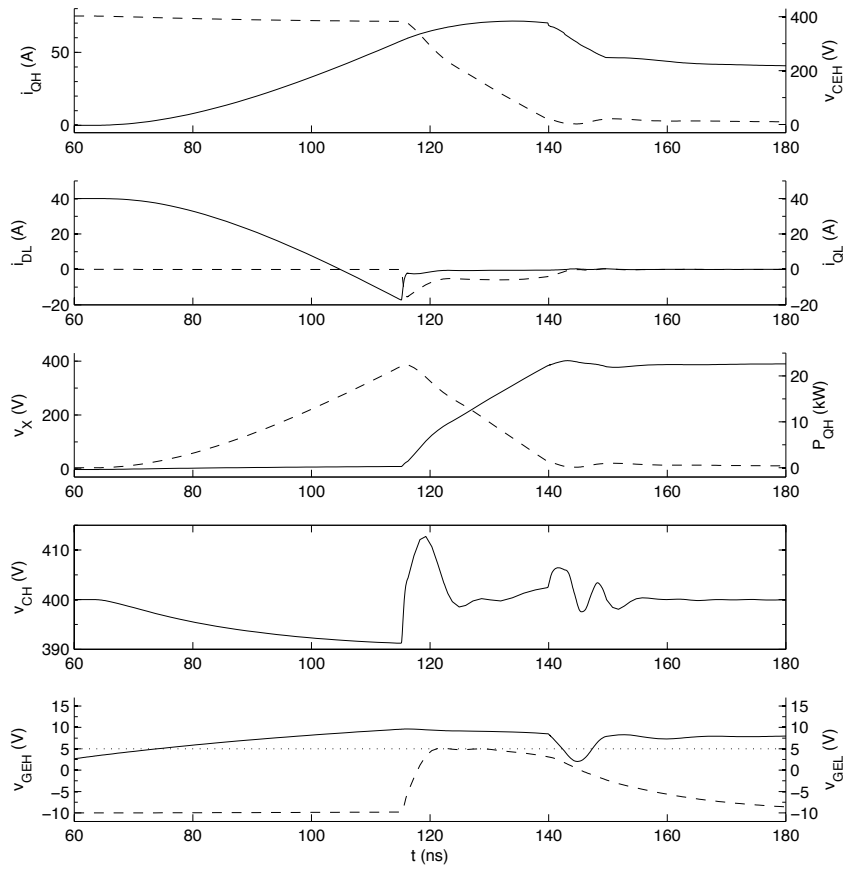 50
0
i_QH (A)
400
200
0
v_CEH (V)
60 80 100 120 140 160 180
40
20
0
−20
i_DL (A)
40
20
0
−20
i_QL (A)
60 80 100 120 140 160 180
400
200
0
v_X (V)
20
10
0
P_QH (kW)
60 80 100 120 140 160 180
410
400
390
v_CH (V)
60 80 100 120 140 160 180
15
10
5
0
−5
−10
v_GEH (V)
15
10
5
0
−5
−10
v_GEL (V)
60 80 100 120 140 160 180
t (ns)